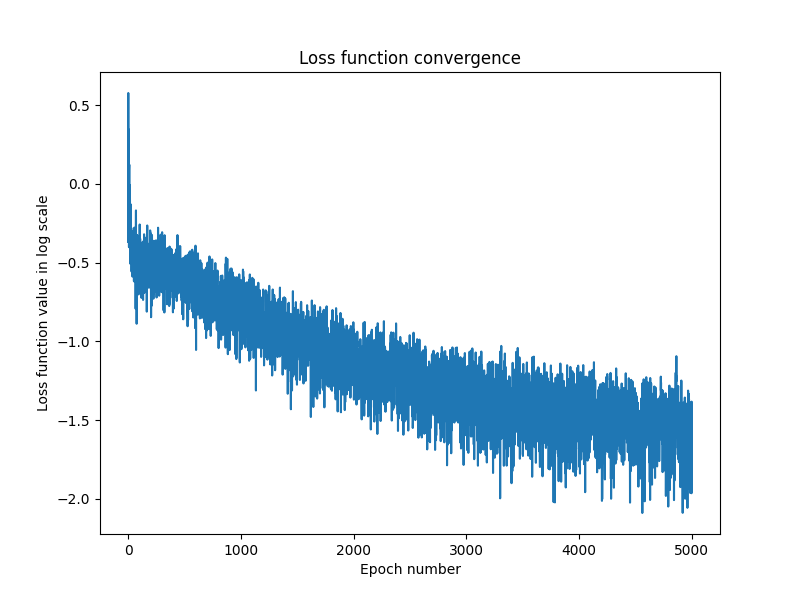 Loss function convergence
0.5
0.0
−0.5
−1.0
−1.5
−2.0
Loss function value in log scale
0 1000 2000 3000 4000 5000
Epoch number